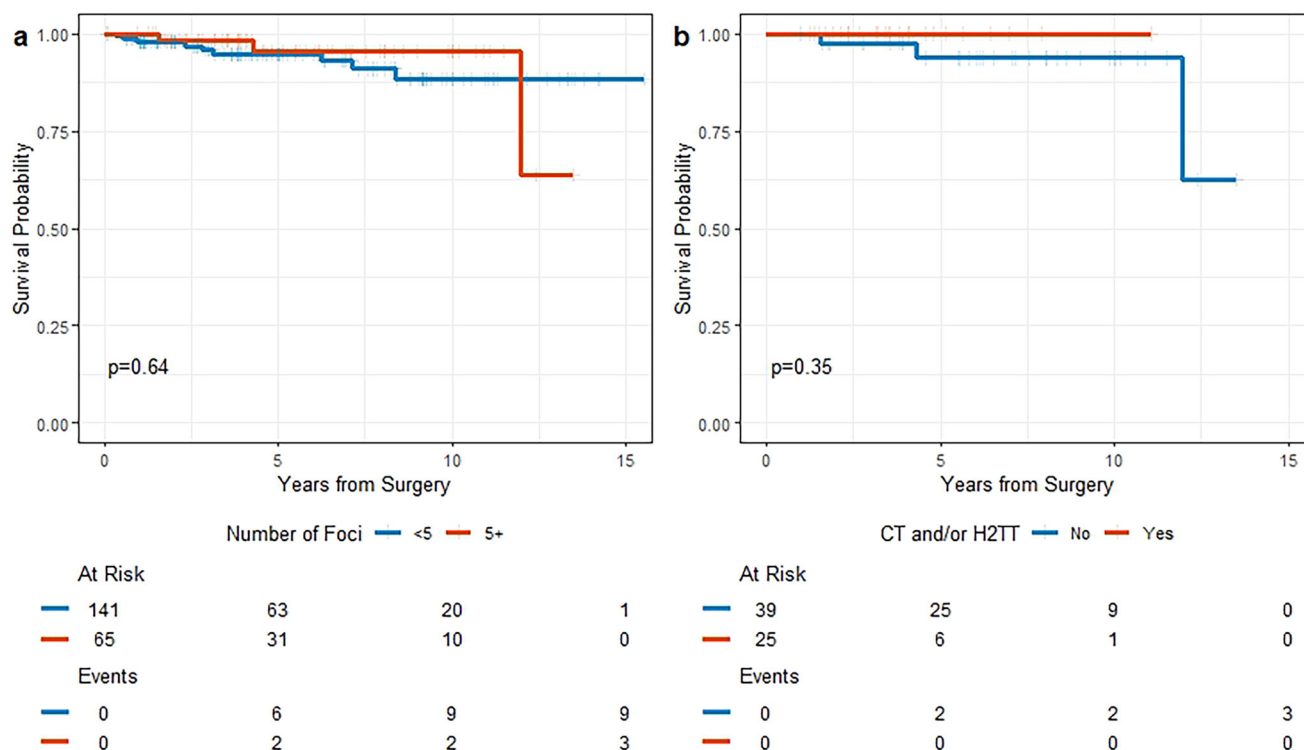 a
Survival Probability
1.00
0.75
0.50
0.25
0.00
p=0.64
0 5 10 15
Years from Surgery
Number of Foci <5 5+
At Risk
141 63 20 1
65 31 10 0
Events
0 6 9 9
0 2 2 3
b
Survival Probability
1.00
0.75
0.50
0.25
0.00
p=0.35
0 5 10 15
Years from Surgery
CT and/or H2TT No Yes
At Risk
39 25 9 0
25 6 1 0
Events
0 2 2 3
0 0 0 0